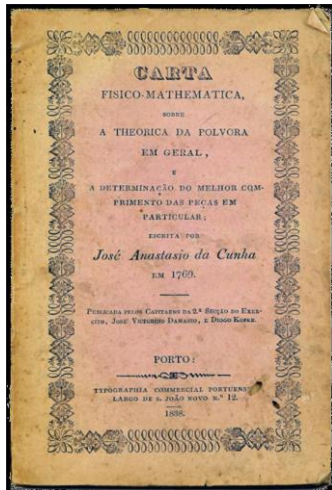 CARTA
FISICO-MATHEMATICA,
SOBRE
A THEORICA DA POLVORA
EM GERAL,
E
A DETERMINAÇÃO DO MELHOR COM-
PRIMENTO DAS PEÇAS EM
PARTICULAR;
ESCRITA POR
José Anastasio da Cunha
EM 1769.
PUBLICADA PELOS CAPITAENS DA 2.ª SECÇÃO DO EXER-
CITO, JOSÉ VICTORINO DAMASIO, E DIOGO KOPKE.
PORTO:
TYPOGRAPHIA COMMERCIAL PORTUENSE
LARGO DE S. JOÃO NOVO N.º 12.
1838.